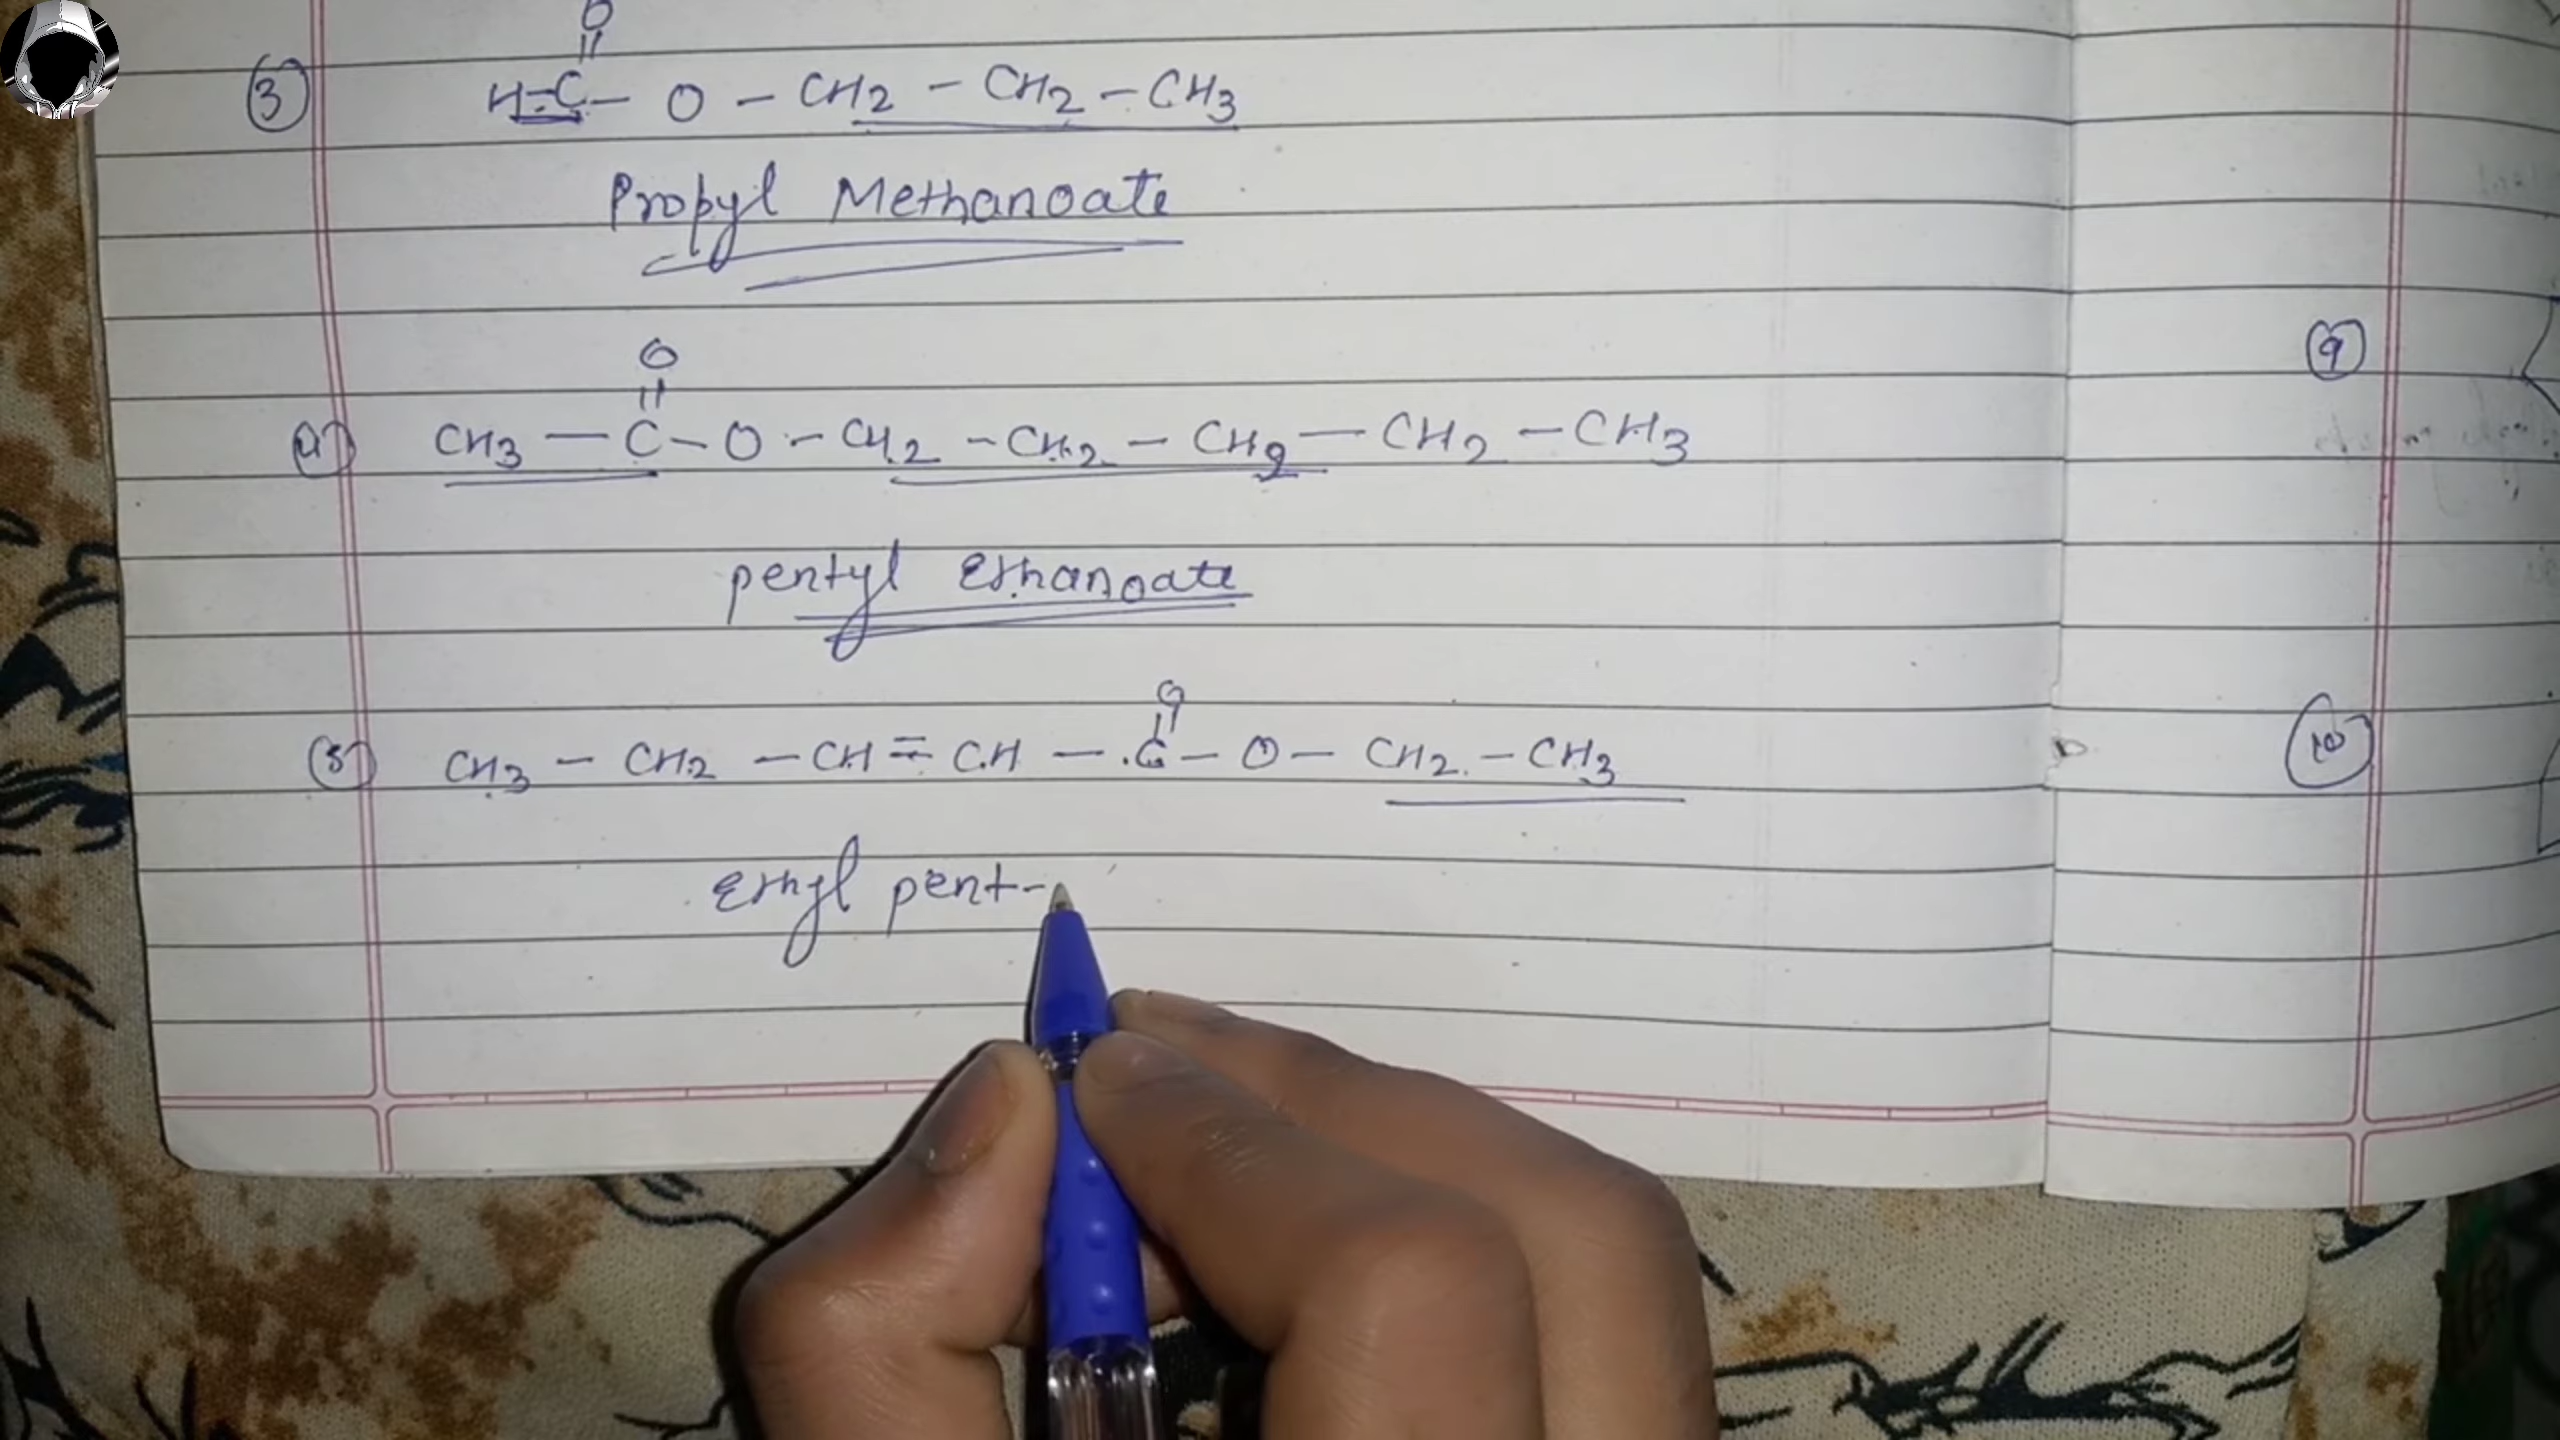 O
||
③ H-C- O - CH2 - CH2 - CH3
Propyl Methanoate
O
||
④ CH3 — C - O - CH2 - CH2 - CH2 — CH2 - CH3
pentyl Ethanoate
O
||
⑤ CH3 - CH2 - CH = CH — C - O - CH2 - CH3
Ethyl pent-
⑨
⑩